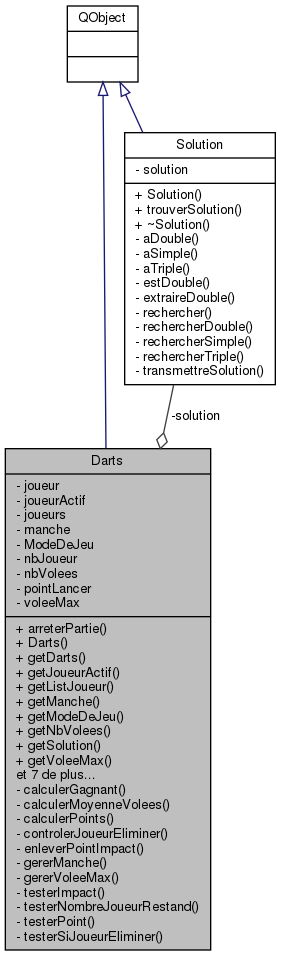 QObject
Solution
- solution
+ Solution()
+ trouverSolution()
+ ~Solution()
- aDouble()
- aSimple()
- aTriple()
- estDouble()
- extraireDouble()
- rechercher()
- rechercherDouble()
- rechercherSimple()
- rechercherTriple()
- transmettreSolution()
-solution
Darts
- joueur
- joueurActif
- joueurs
- manche
- ModeDeJeu
- nbJoueur
- nbVolees
- pointLancer
- voleeMax
+ arreterPartie()
+ Darts()
+ getDarts()
+ getJoueurActif()
+ getListJoueur()
+ getManche()
+ getModeDeJeu()
+ getNbVolees()
+ getSolution()
+ getVoleeMax()
et 7 de plus...
- calculerGagnant()
- calculerMoyenneVolees()
- calculerPoints()
- controlerJoueurEliminer()
- enleverPointImpact()
- gererManche()
- gererVoleeMax()
- testerImpact()
- testerNombreJoueurRestand()
- testerPoint()
- testerSiJoueurEliminer()